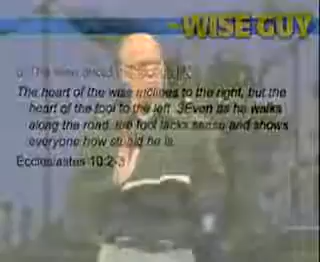 -WISE GUY
The heart of the wise inclines to the right, but the
heart of the fool to the left. 3Even as he walks
along the road, the fool lacks sense and shows
everyone how stupid he is.
Ecclesiastes 10:2-3